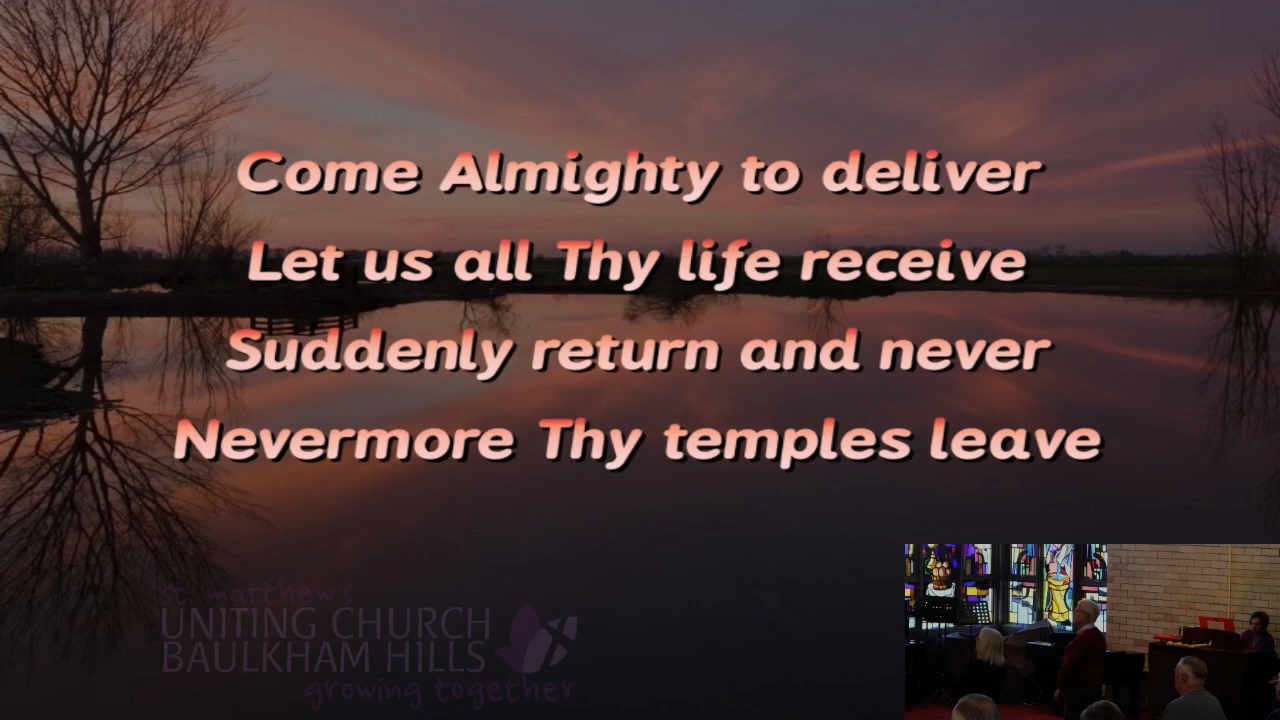 Come Almighty to deliver
Let us all Thy life receive
Suddenly return and never
Nevermore Thy temples leave
st. matthew's
UNITING CHURCH
BAULKHAM HILLS
growing together